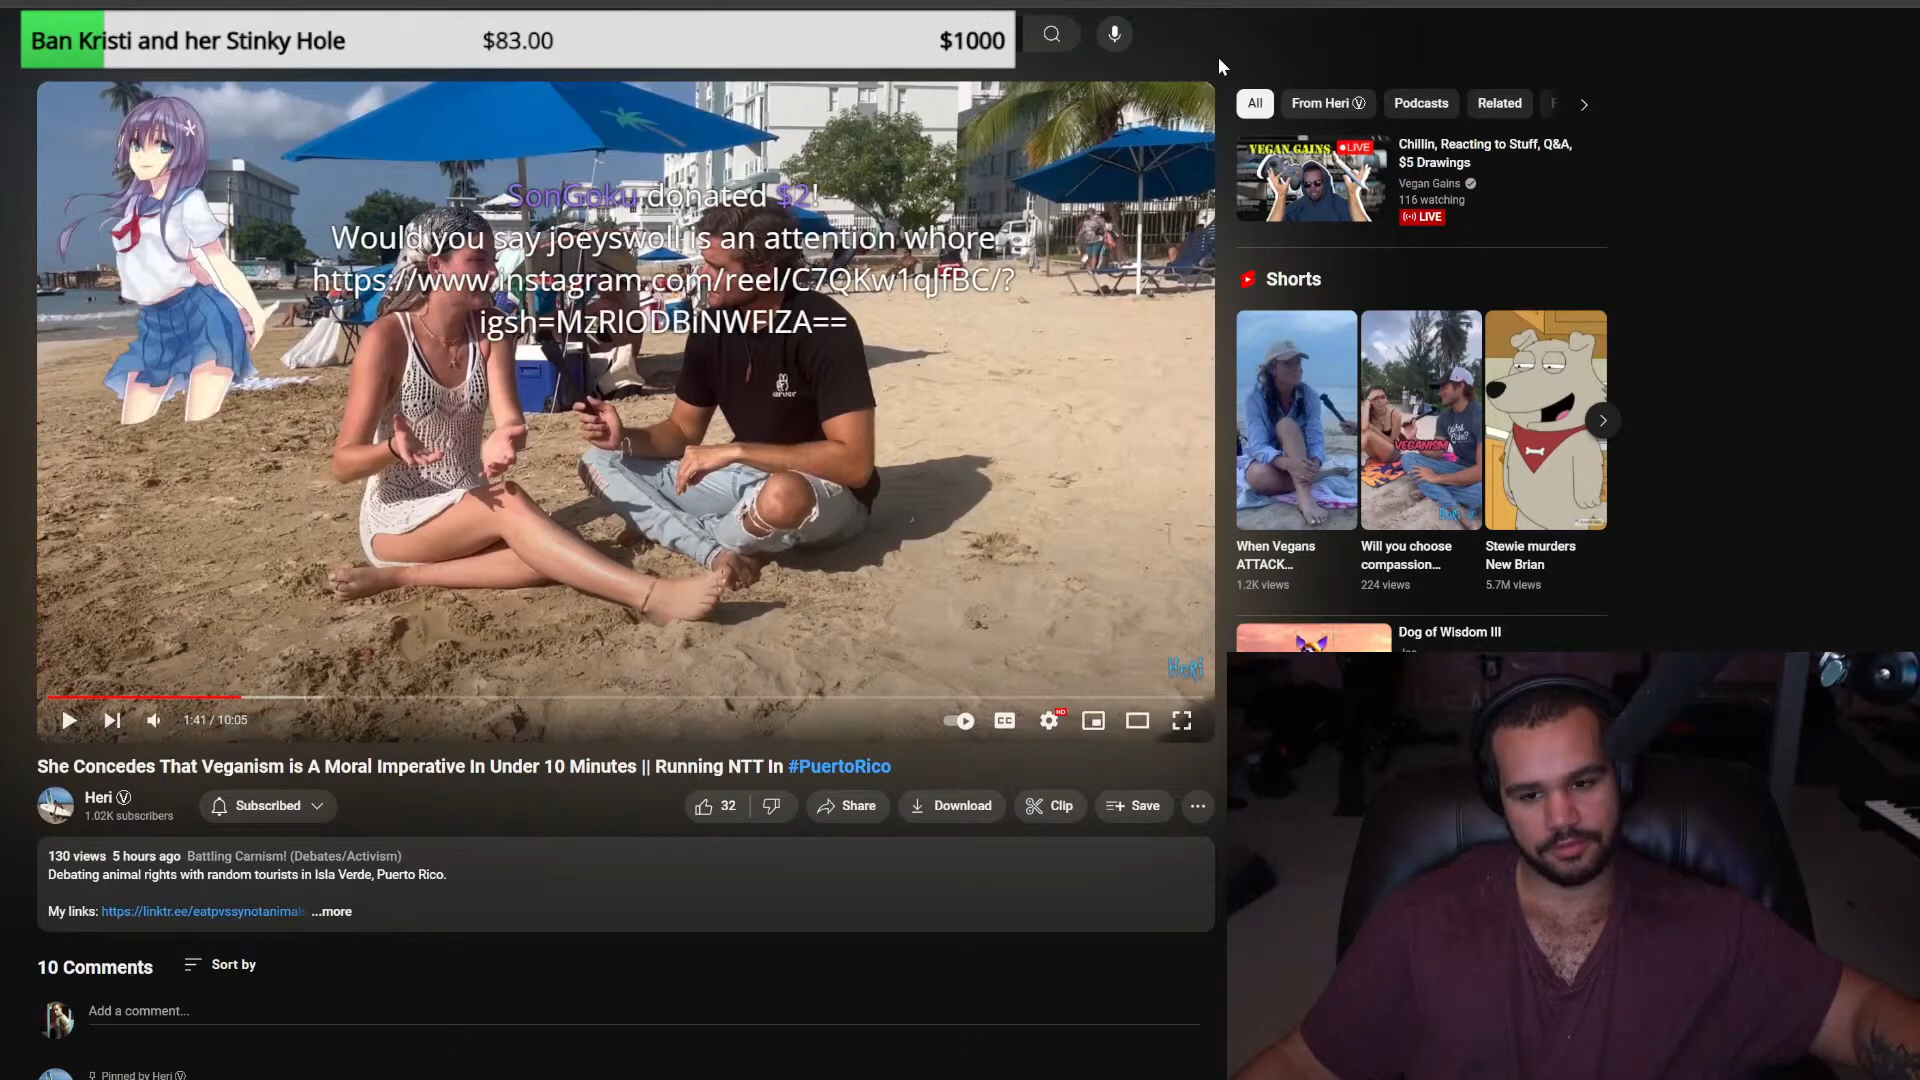 Ban Kristi and her Stinky Hole $83.00 $1000
SonGoku donated $2!
Would you say joeyswoll is an attention whore
https://www.instagram.com/reel/C7QKw1qJfBC/?
igsh=MzRlODBiNWFlZA==
Heri
1:41 / 10:05
CC
HD
She Concedes That Veganism is A Moral Imperative In Under 10 Minutes || Running NTT In #PuertoRico
Heri Ⓥ
1.02K subscribers
Subscribed
32
Share
Download
Clip
Save
130 views 5 hours ago Battling Carnism! (Debates/Activism)
Debating animal rights with random tourists in Isla Verde, Puerto Rico.
My links: https://linktr.ee/eatpvssynotanimals ...more
10 Comments
Sort by
Add a comment...
Pinned by Heri Ⓥ
All
From Heri Ⓥ
Podcasts
Related
VEGAN GAINS
LIVE
Chillin, Reacting to Stuff, Q&A,
$5 Drawings
Vegan Gains
116 watching
LIVE
Shorts
VEGANISM
Heri V
When Vegans
ATTACK...
1.2K views
Will you choose
compassion...
224 views
Stewie murders
New Brian
5.7M views
Dog of Wisdom III